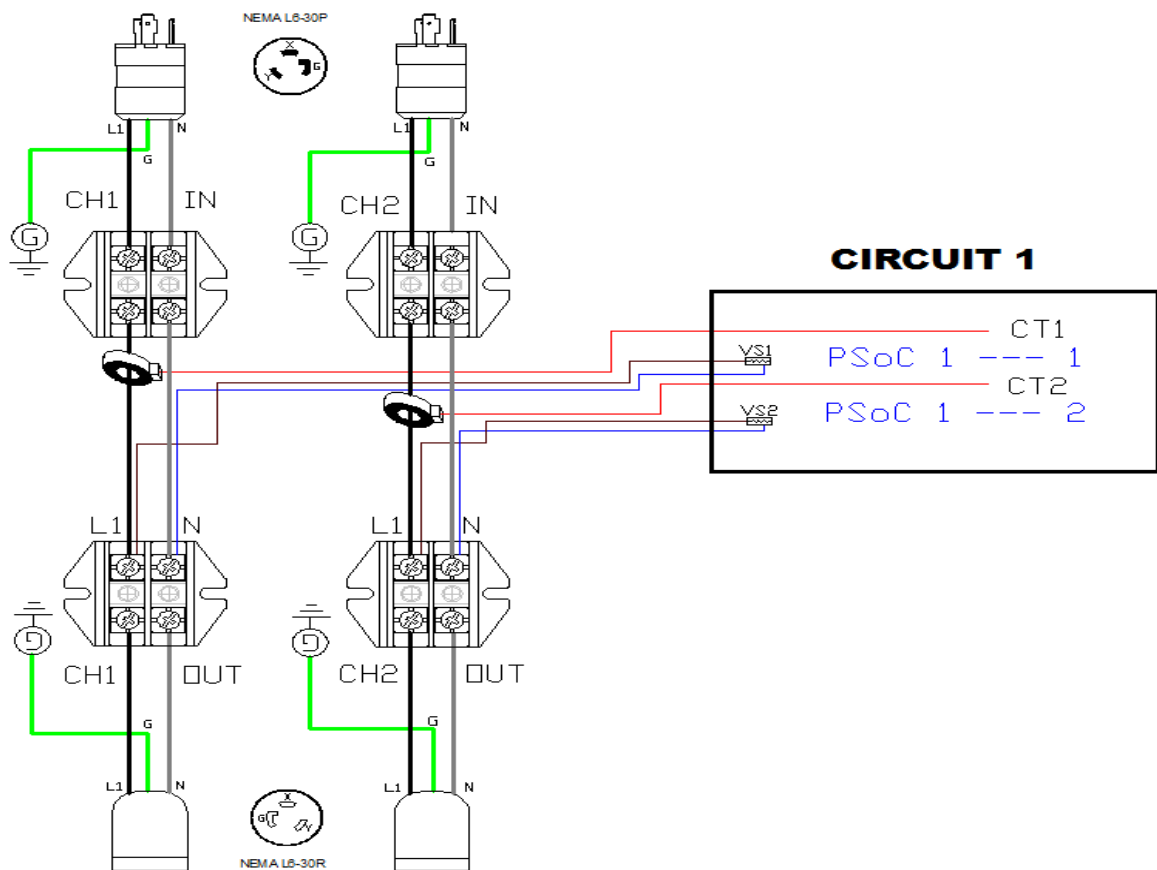 NEMA L6-30P
X
Y G
L1 N L1 N
G G
CH1 IN CH2 IN
G G
CIRCUIT 1
CT1
VS1 PSoC 1 --- 1
CT2
VS2 PSoC 1 --- 2
L1 N L1 N
G G
CH1 OUT CH2 OUT
G G
L1 N L1 N
X
G Y
NEMA L6-30R